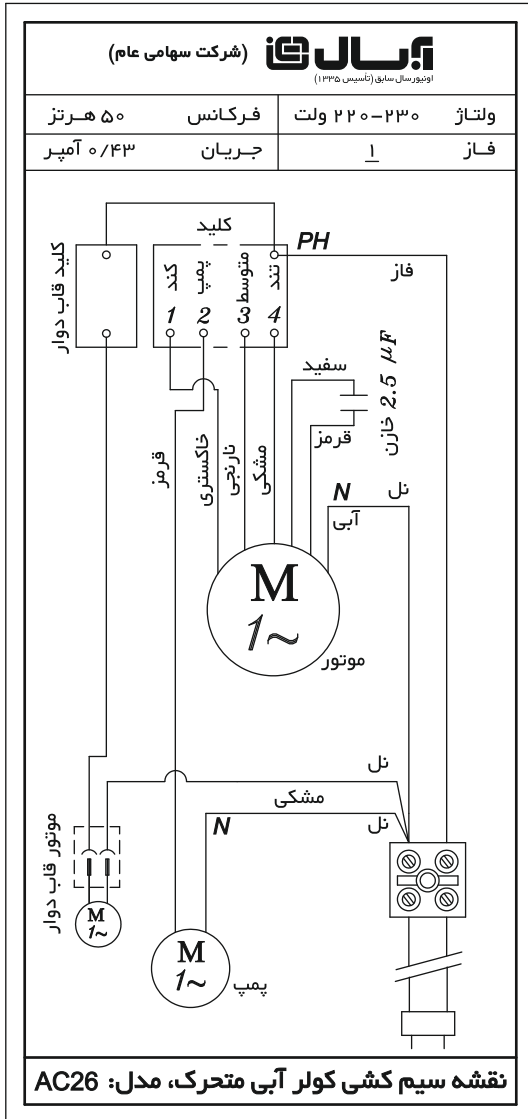 آبسال (شرکت سهامی عام)
اونیورسال سابق (تأسیس ۱۳۳۵)
ولتاژ ۲۲۰-۲۳۰ ولت فرکانس ۵۰ هرتز
فاز ۱ جریان ۰/۴۳ آمپر
کلید
کلید قاب دوار
کند
پمپ
متوسط
تند
1 2 3 4
PH
فاز
سفید
قرمز
خازن 2.5 μF
قرمز
خاکستری
نارنجی
مشکی
N نل
آبی
M
1~
موتور
نل
مشکی
N نل
موتور قاب دوار
M
1~
M
1~
پمپ
نقشه سیم کشی کولر آبی متحرک، مدل: AC26